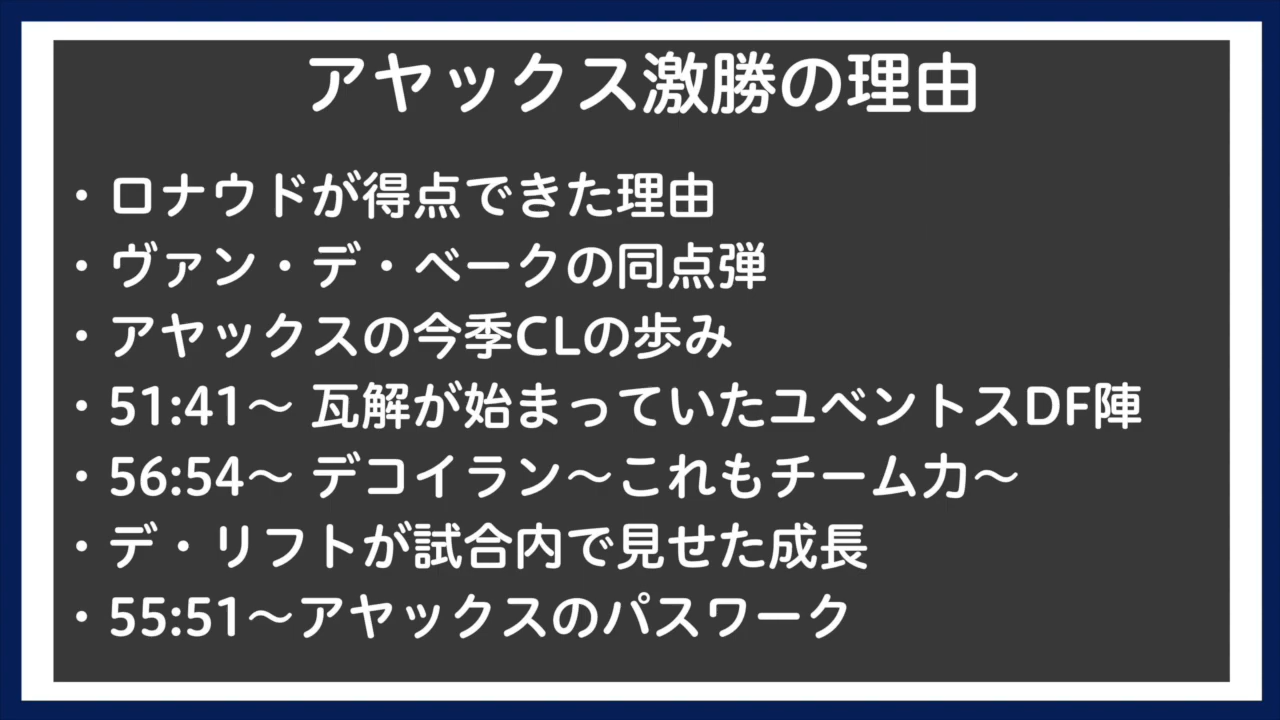 アヤックス激勝の理由
・ロナウドが得点できた理由
・ヴァン・デ・ベークの同点弾
・アヤックスの今季CLの歩み
・51:41〜 瓦解が始まっていたユベントスDF陣
・56:54〜 デコイラン〜これもチーム力〜
・デ・リフトが試合内で見せた成長
・55:51〜アヤックスのパスワーク